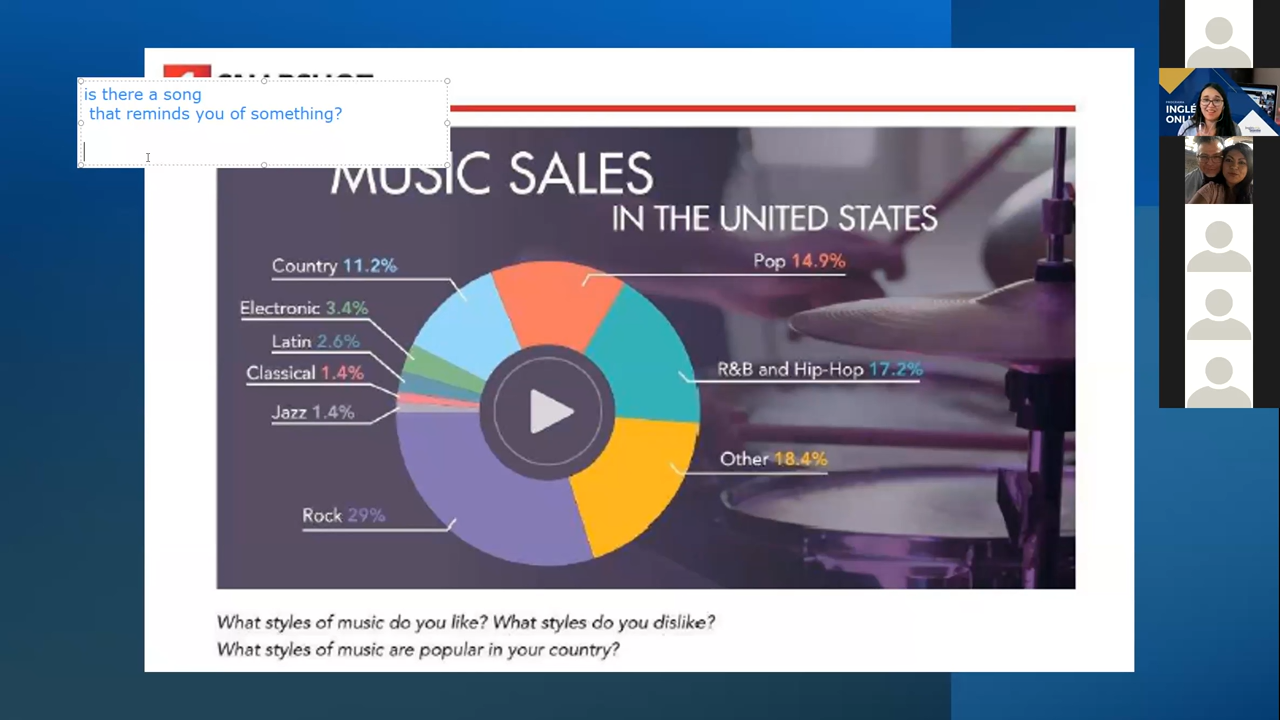 is there a song
that reminds you of something?
MUSIC SALES
IN THE UNITED STATES
Pop 14.9%
Country 11.2%
Electronic 3.4%
Latin 2.6%
Classical 1.4%
Jazz 1.4%
R&B and Hip-Hop 17.2%
Other 18.4%
Rock 29%
What styles of music do you like? What styles do you dislike?
What styles of music are popular in your country?